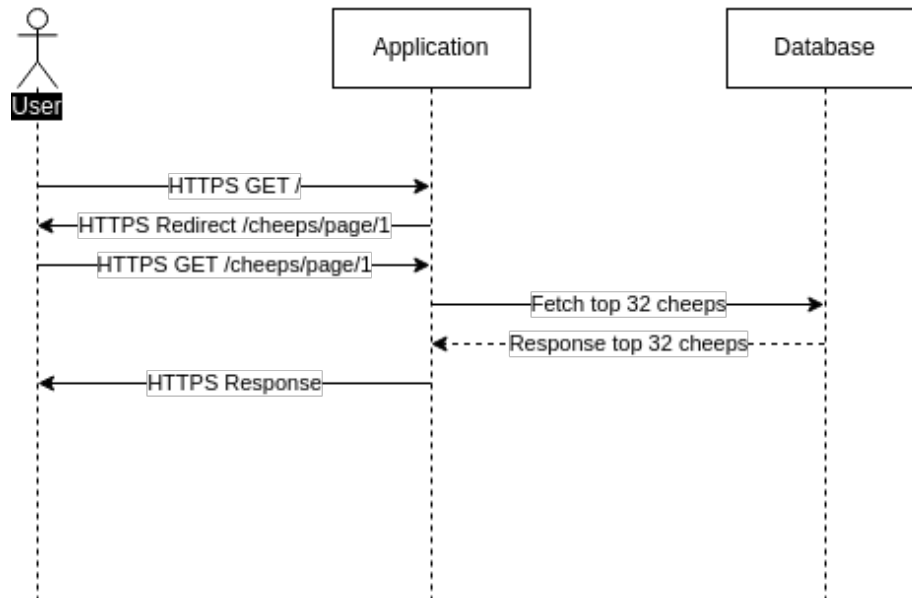 Application
Database
User
HTTPS GET /
HTTPS Redirect /cheeps/page/1
HTTPS GET /cheeps/page/1
Fetch top 32 cheeps
Response top 32 cheeps
HTTPS Response